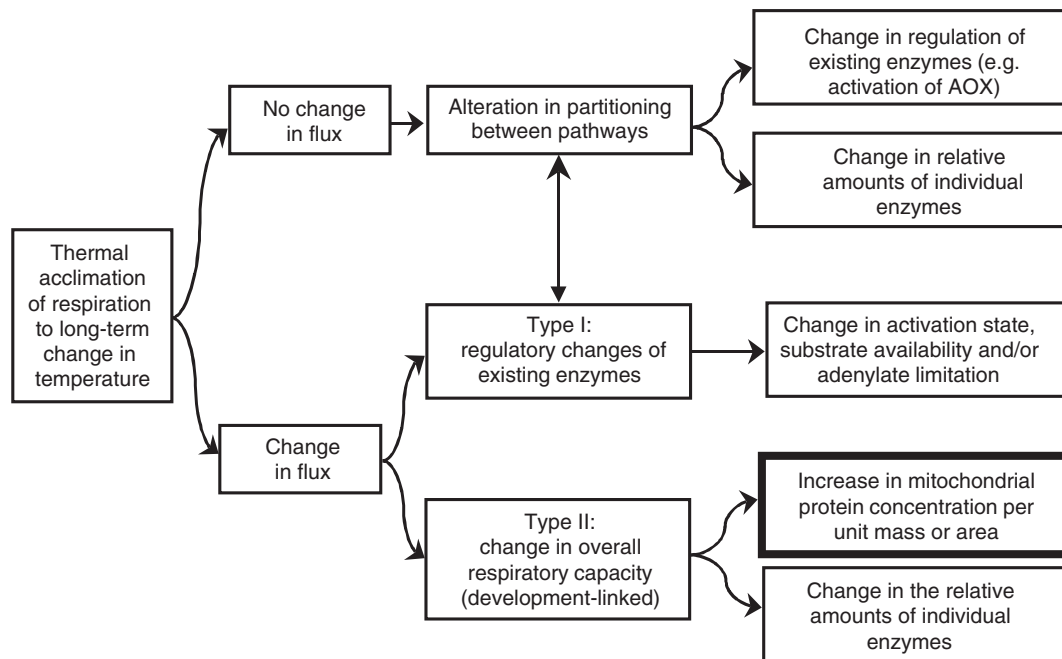 Thermal
acclimation
of respiration
to long-term
change in
temperature
No change
in flux
Alteration in partitioning
between pathways
Change in regulation of
existing enzymes (e.g.
activation of AOX)
Change in relative
amounts of individual
enzymes
Change
in flux
Type I:
regulatory changes of
existing enzymes
Change in activation state,
substrate availability and/or
adenylate limitation
Type II:
change in overall
respiratory capacity
(development-linked)
Increase in mitochondrial
protein concentration per
unit mass or area
Change in the relative
amounts of individual
enzymes